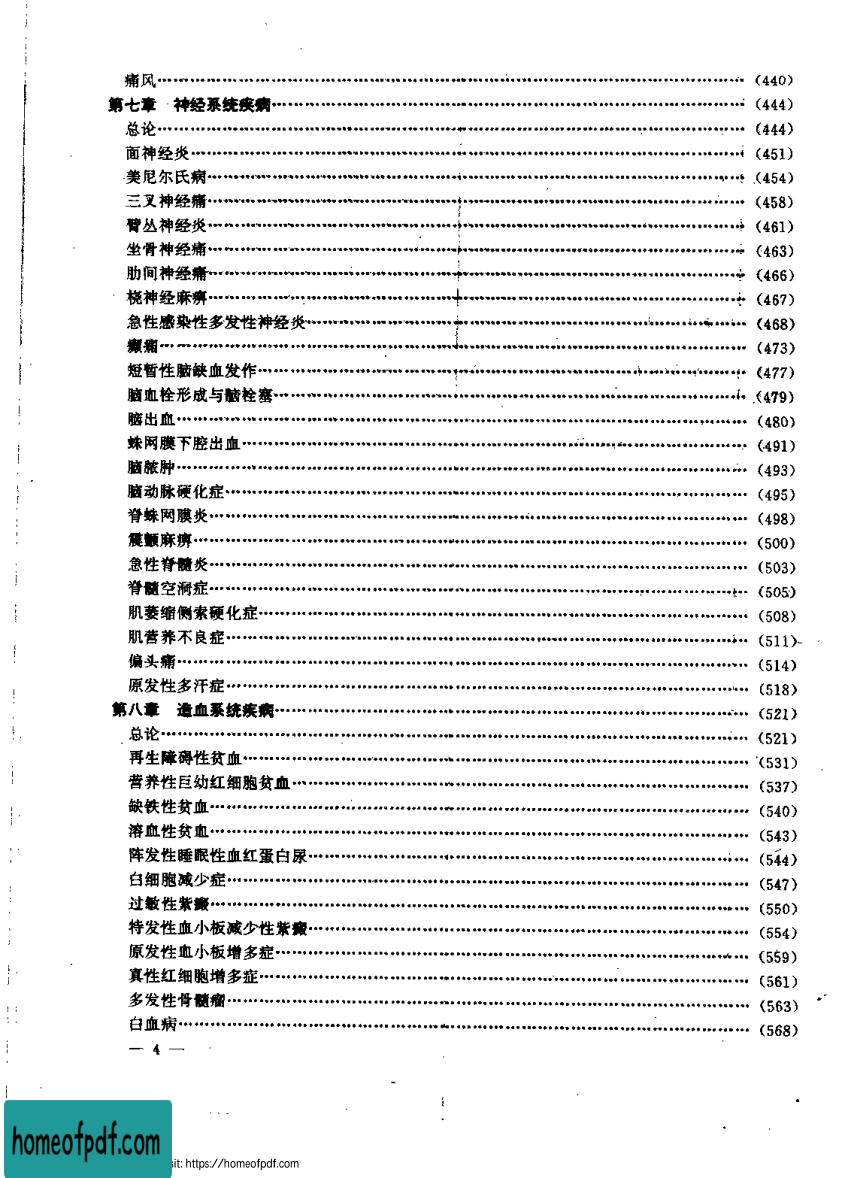 痛风……(440)
第七章 神经系统疾病……(444)
总论……(444)
面神经炎……(451)
美尼尔氏病……(454)
三叉神经痛……(458)
臂丛神经炎……(461)
坐骨神经痛……(463)
肋间神经痛……(466)
桡神经麻痹……(467)
急性感染性多发性神经炎……(468)
癫痫……(473)
短暂性脑缺血发作……(477)
脑血栓形成与脑栓塞……(479)
脑出血……(480)
蛛网膜下腔出血……(491)
脑脓肿……(493)
脑动脉硬化症……(495)
脊蛛网膜炎……(498)
震颤麻痹……(500)
急性脊髓炎……(503)
脊髓空洞症……(505)
肌萎缩侧索硬化症……(508)
肌营养不良症……(511)
偏头痛……(514)
原发性多汗症……(518)
第八章 造血系统疾病……(521)
总论……(521)
再生障碍性贫血……(531)
营养性巨幼红细胞贫血……(537)
缺铁性贫血……(540)
溶血性贫血……(543)
阵发性睡眠性血红蛋白尿……(544)
白细胞减少症……(547)
过敏性紫癜……(550)
特发性血小板减少性紫癜……(554)
原发性血小板增多症……(559)
真性红细胞增多症……(561)
多发性骨髓瘤……(563)
白血病……(568)
— 4 —
homeofpdf.com
sit: https://homeofpdf.com